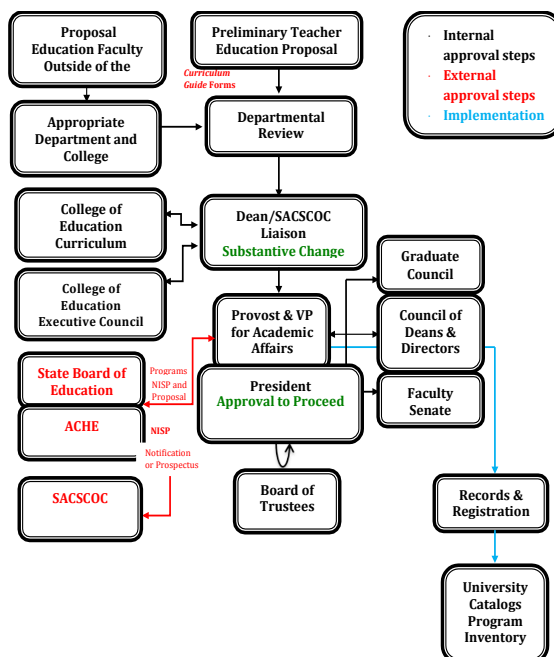 Proposal
Education Faculty
Outside of the
Preliminary Teacher
Education Proposal
· Internal
approval steps
· External
approval steps
· Implementation
Curriculum
Guide Forms
Appropriate
Department and
College
Departmental
Review
College of
Education
Curriculum
Dean/SACSCOC
Liaison
Substantive Change
College of
Education
Executive Council
Graduate
Council
Provost & VP
for Academic
Affairs
Council of
Deans &
Directors
State Board of
Education
Programs
NISP and
Proposal
President
Approval to Proceed
Faculty
Senate
ACHE
NISP
Notification
or Prospectus
SACSCOC
Board of
Trustees
Records &
Registration
University
Catalogs
Program
Inventory